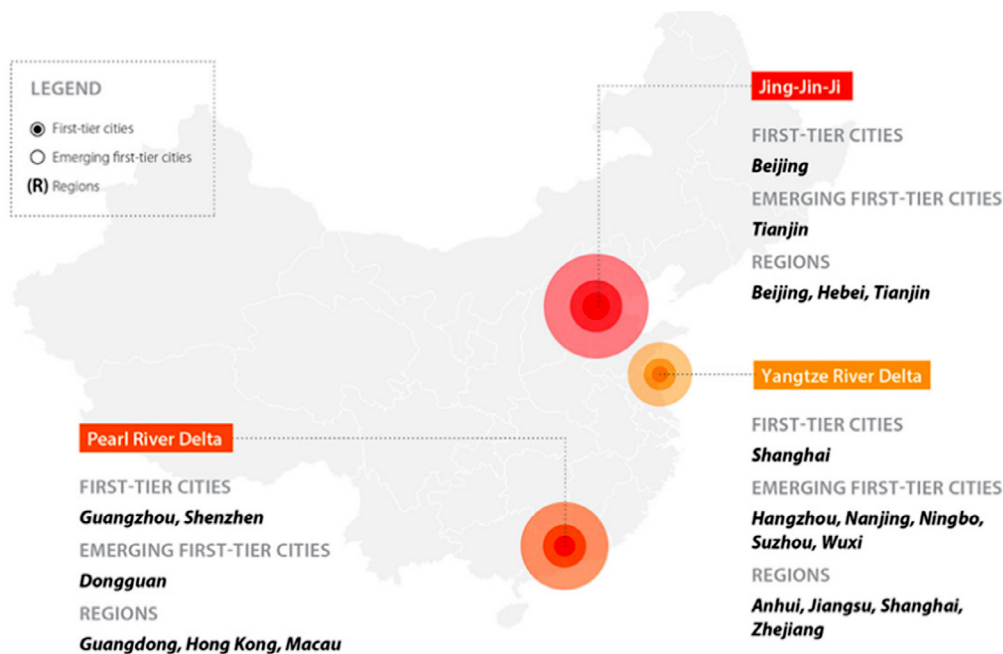 LEGEND
First-tier cities
Emerging first-tier cities
(R) Regions
Jing-Jin-Ji
FIRST-TIER CITIES
Beijing
EMERGING FIRST-TIER CITIES
Tianjin
REGIONS
Beijing, Hebei, Tianjin
Yangtze River Delta
FIRST-TIER CITIES
Shanghai
EMERGING FIRST-TIER CITIES
Hangzhou, Nanjing, Ningbo,
Suzhou, Wuxi
REGIONS
Anhui, Jiangsu, Shanghai,
Zhejiang
Pearl River Delta
FIRST-TIER CITIES
Guangzhou, Shenzhen
EMERGING FIRST-TIER CITIES
Dongguan
REGIONS
Guangdong, Hong Kong, Macau